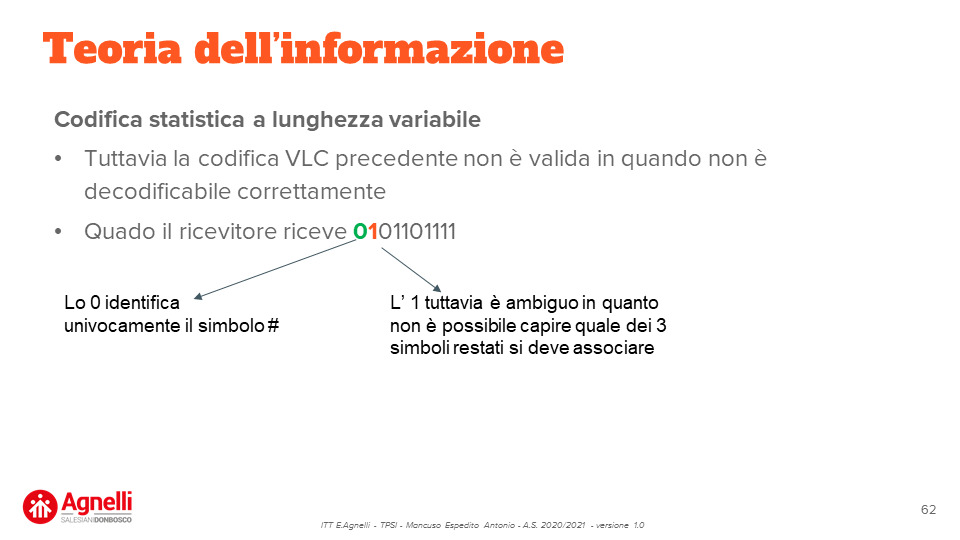 Teoria dell'informazione
Codifica statistica a lunghezza variabile
• Tuttavia la codifica VLC precedente non è valida in quando non è
decodificabile correttamente
• Quado il ricevitore riceve 0101101111
Lo 0 identifica
univocamente il simbolo #
L' 1 tuttavia è ambiguo in quanto
non è possibile capire quale dei 3
simboli restati si deve associare
Agnelli
SALESIANI DONBOSCO
ITT E.Agnelli - TPSI - Mancuso Espedito Antonio - A.S. 2020/2021 - versione 1.0
62